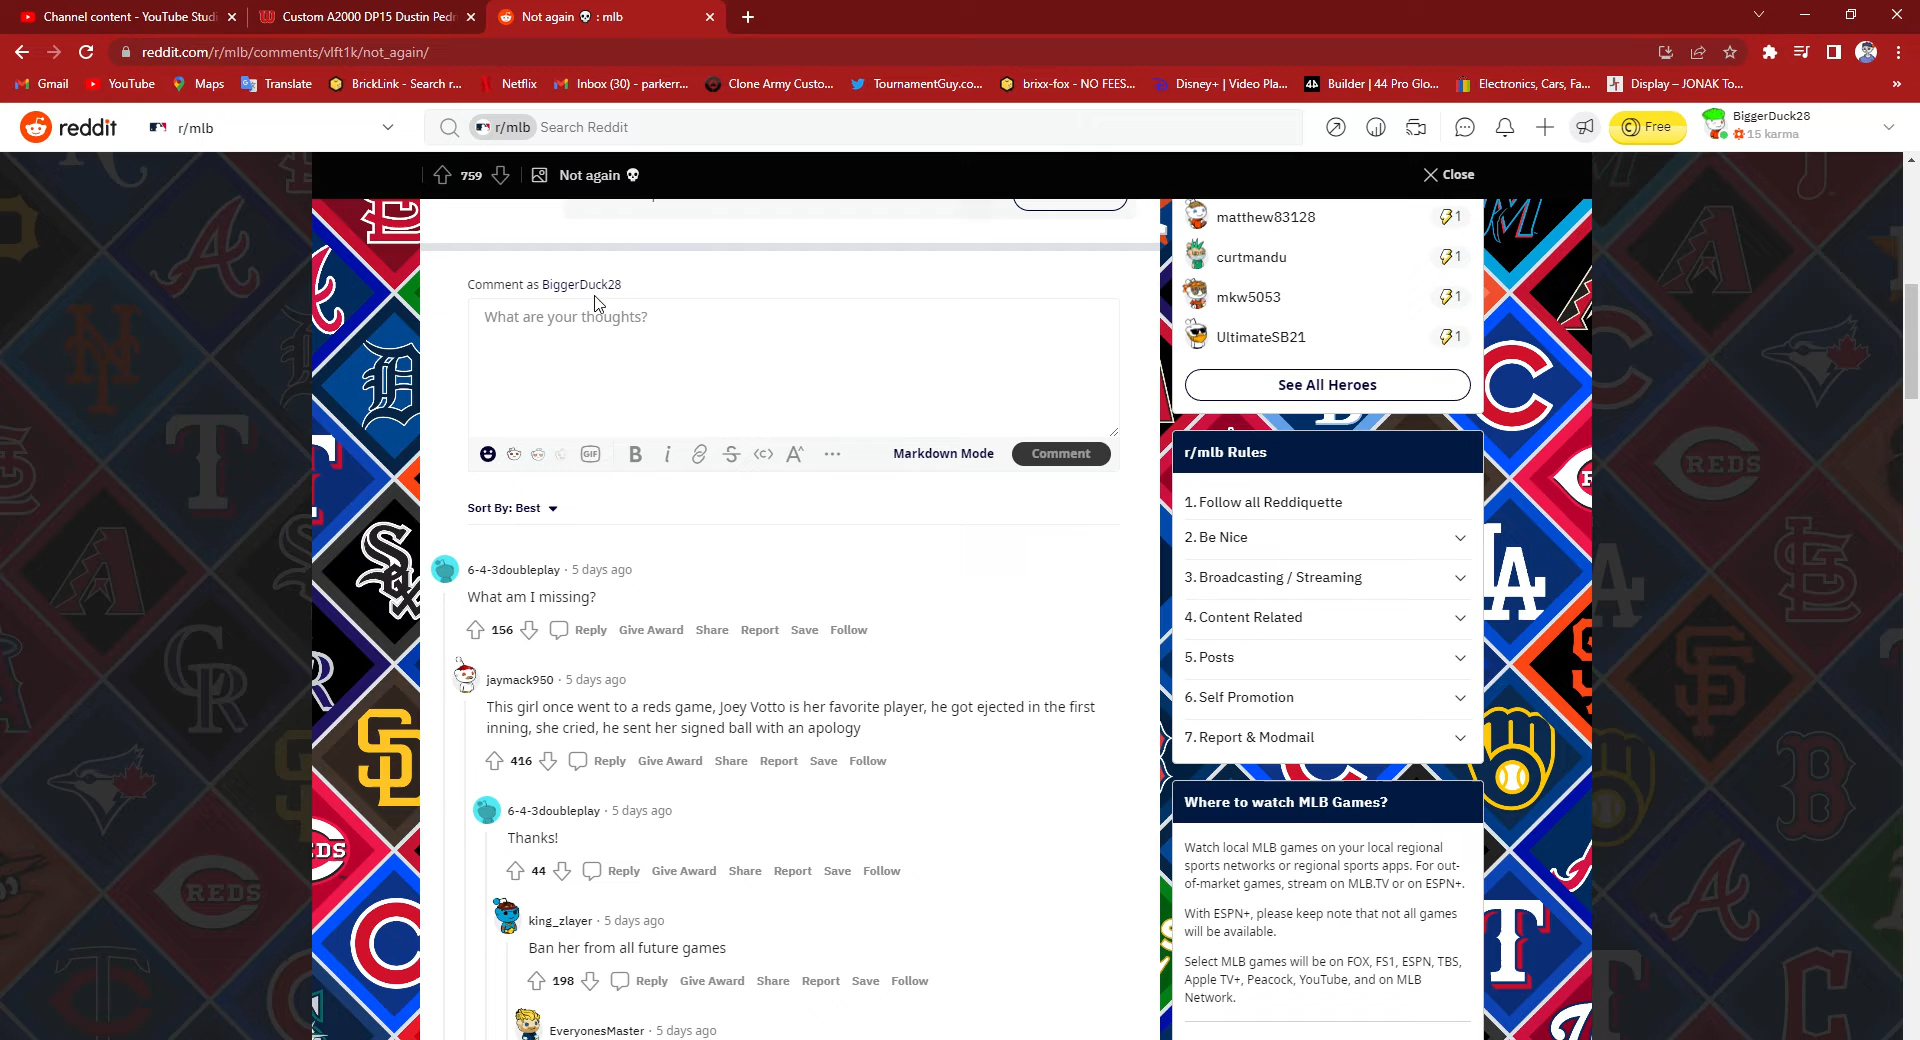 Channel content - YouTube Studi
Custom A2000 DP15 Dustin Pedr
Not again 💀 : mlb
reddit.com/r/mlb/comments/vlft1k/not_again/
Gmail
YouTube
Maps
Translate
BrickLink - Search r...
Netflix
Inbox (30) - parkerr...
Clone Army Custo...
TournamentGuy.co...
brixx-fox - NO FEES...
Disney+ | Video Pla...
Builder | 44 Pro Glo...
Electronics, Cars, Fa...
Display – JONAK To...
»
reddit
r/mlb
r/mlb Search Reddit
Free
BiggerDuck28
15 karma
759
Not again 💀
Close
Comment as BiggerDuck28
What are your thoughts?
GIF B i
Markdown Mode
Comment
Sort By: Best
6-4-3doubleplay · 5 days ago
What am I missing?
156 Reply Give Award Share Report Save Follow
jaymack950 · 5 days ago
This girl once went to a reds game, Joey Votto is her favorite player, he got ejected in the first
inning, she cried, he sent her signed ball with an apology
416 Reply Give Award Share Report Save Follow
6-4-3doubleplay · 5 days ago
Thanks!
44 Reply Give Award Share Report Save Follow
king_zlayer · 5 days ago
Ban her from all future games
198 Reply Give Award Share Report Save Follow
EveryonesMaster · 5 days ago
matthew83128 1
curtmandu 1
mkw5053 1
UltimateSB21 1
See All Heroes
r/mlb Rules
1. Follow all Reddiquette
2. Be Nice
3. Broadcasting / Streaming
4. Content Related
5. Posts
6. Self Promotion
7. Report & Modmail
Where to watch MLB Games?
Watch local MLB games on your local regional
sports networks or regional sports apps. For out-
of-market games, stream on MLB.TV or on ESPN+.
With ESPN+, please keep note that not all games
will be available.
Select MLB games will be on FOX, FS1, ESPN, TBS,
Apple TV+, Peacock, YouTube, and on MLB
Network.
REDS
REDS